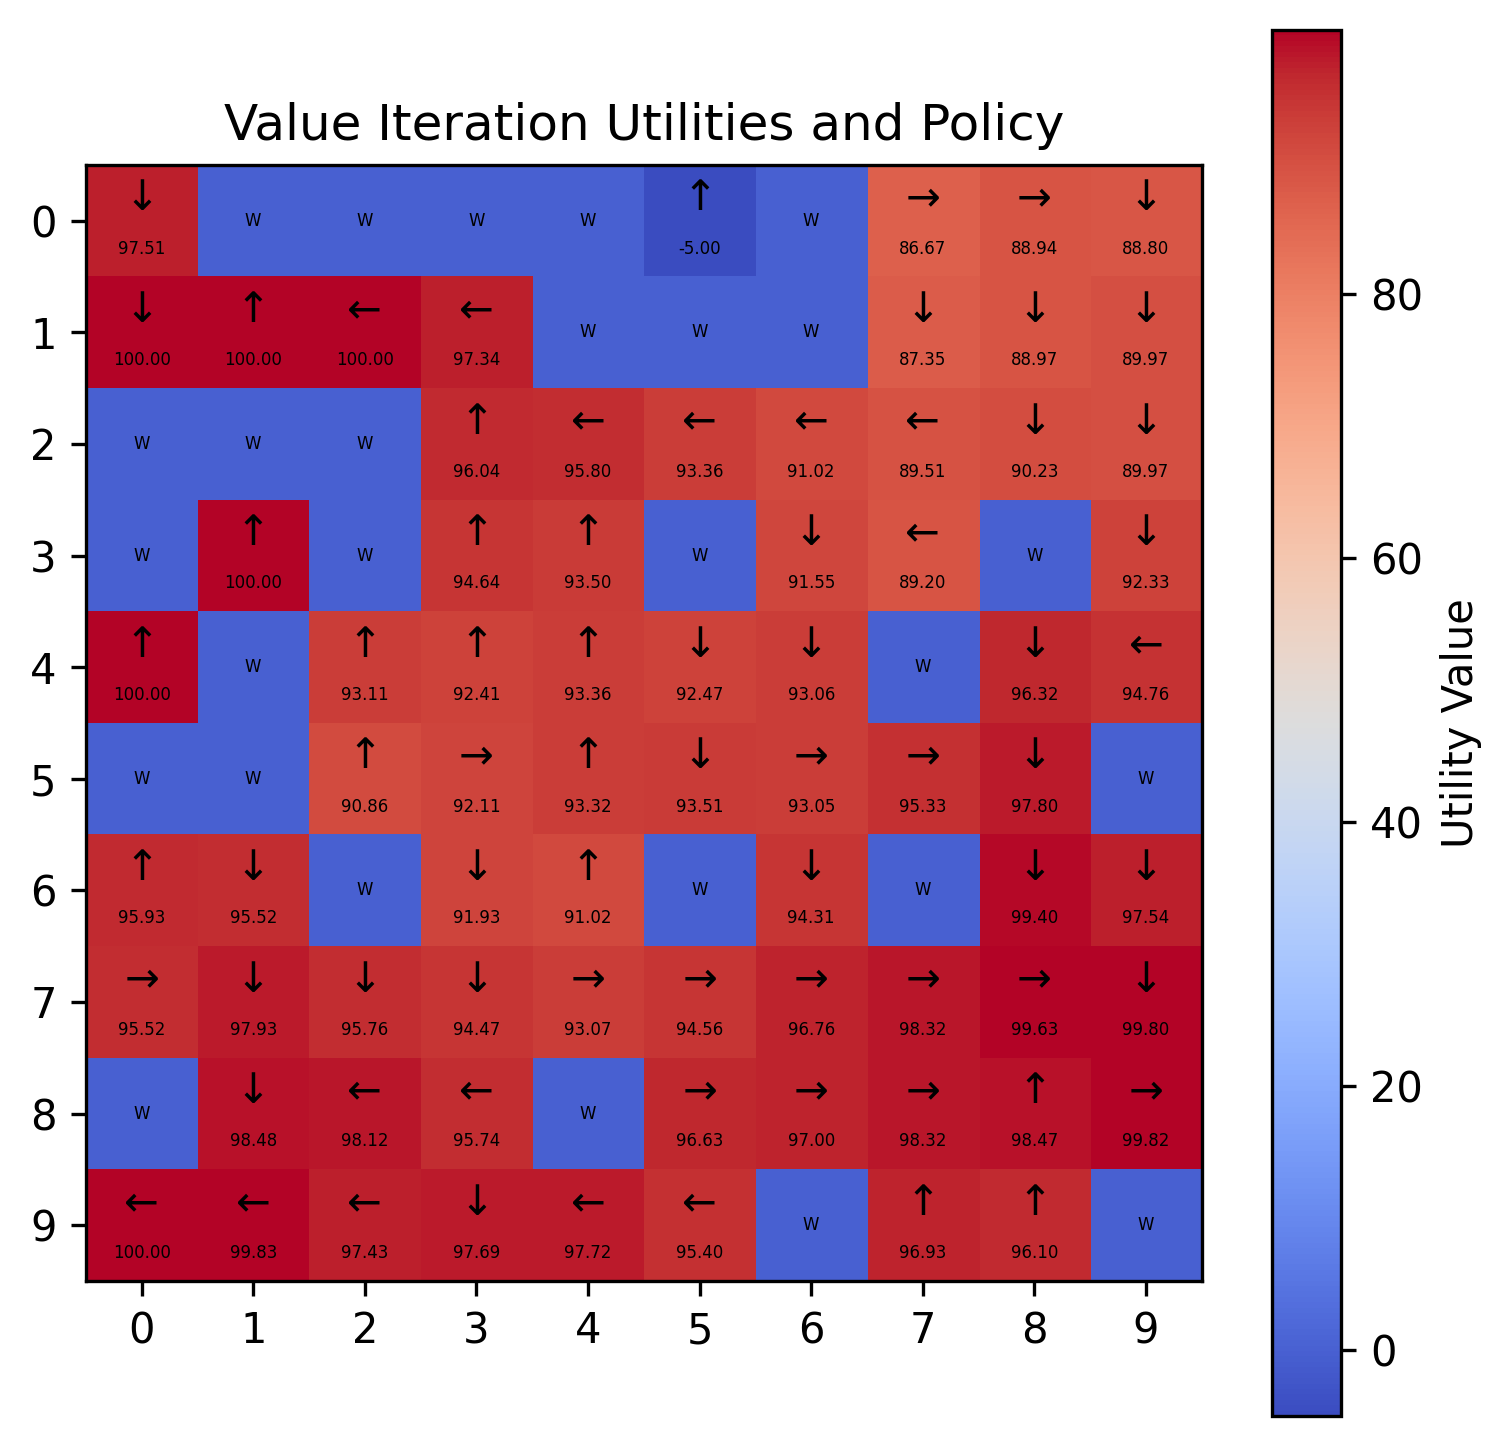 Value Iteration Utilities and Policy
0 ↓ W W W W ↑ W → → ↓
97.51 -5.00 86.67 88.94 88.80
1 ↓ ↑ ← ← W W W ↓ ↓ ↓
100.00 100.00 100.00 97.34 87.35 88.97 89.97
2 W W W ↑ ← ← ← ← ↓ ↓
96.04 95.80 93.36 91.02 89.51 90.23 89.97
3 W ↑ W ↑ ↑ W ↓ ← W ↓
100.00 94.64 93.50 91.55 89.20 92.33
4 ↑ W ↑ ↑ ↑ ↓ ↓ W ↓ ←
100.00 93.11 92.41 93.36 92.47 93.06 96.32 94.76
5 W W ↑ → ↑ ↓ → → ↓ W
90.86 92.11 93.32 93.51 93.05 95.33 97.80
6 ↑ ↓ W ↓ ↑ W ↓ W ↓ ↓
95.93 95.52 91.93 91.02 94.31 99.40 97.54
7 → ↓ ↓ ↓ → → → → → ↓
95.52 97.93 95.76 94.47 93.07 94.56 96.76 98.32 99.63 99.80
8 W ↓ ← ← W → → → ↑ →
98.48 98.12 95.74 96.63 97.00 98.32 98.47 99.82
9 ← ← ← ↓ ← ← W ↑ ↑ W
100.00 99.83 97.43 97.69 97.72 95.40 96.93 96.10
0 1 2 3 4 5 6 7 8 9
80
60
40
20
0
Utility Value